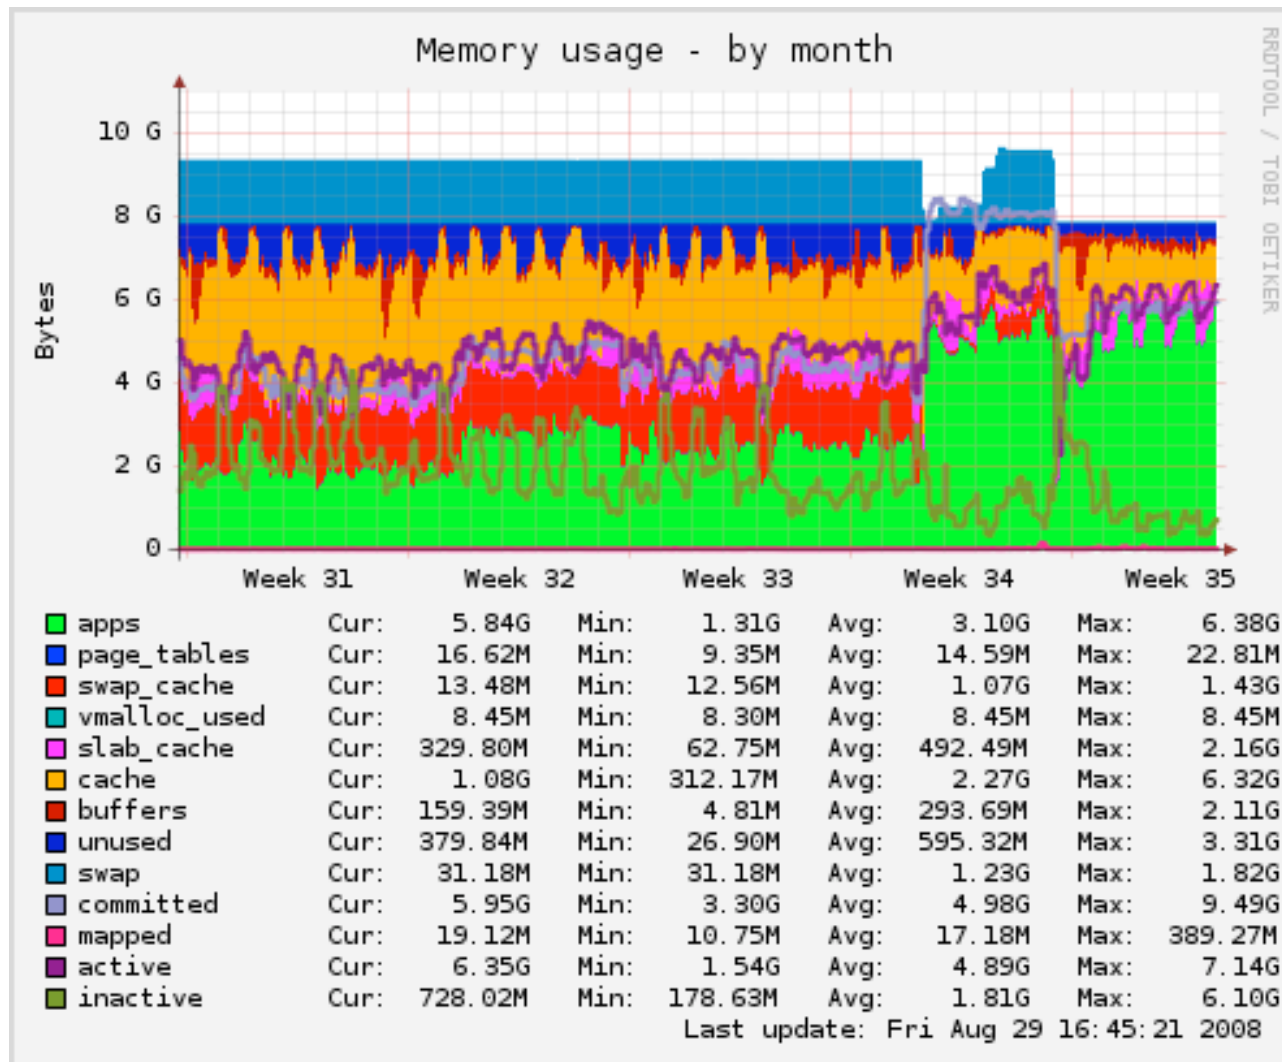 Memory usage - by month
RRDTOOL / TOBI OETIKER
Bytes
10 G
8 G
6 G
4 G
2 G
0
Week 31 Week 32 Week 33 Week 34 Week 35
apps Cur: 5.84G Min: 1.31G Avg: 3.10G Max: 6.38G
page_tables Cur: 16.62M Min: 9.35M Avg: 14.59M Max: 22.81M
swap_cache Cur: 13.48M Min: 12.56M Avg: 1.07G Max: 1.43G
vmalloc_used Cur: 8.45M Min: 8.30M Avg: 8.45M Max: 8.45M
slab_cache Cur: 329.80M Min: 62.75M Avg: 492.49M Max: 2.16G
cache Cur: 1.08G Min: 312.17M Avg: 2.27G Max: 6.32G
buffers Cur: 159.39M Min: 4.81M Avg: 293.69M Max: 2.11G
unused Cur: 379.84M Min: 26.90M Avg: 595.32M Max: 3.31G
swap Cur: 31.18M Min: 31.18M Avg: 1.23G Max: 1.82G
committed Cur: 5.95G Min: 3.30G Avg: 4.98G Max: 9.49G
mapped Cur: 19.12M Min: 10.75M Avg: 17.18M Max: 389.27M
active Cur: 6.35G Min: 1.54G Avg: 4.89G Max: 7.14G
inactive Cur: 728.02M Min: 178.63M Avg: 1.81G Max: 6.10G
Last update: Fri Aug 29 16:45:21 2008